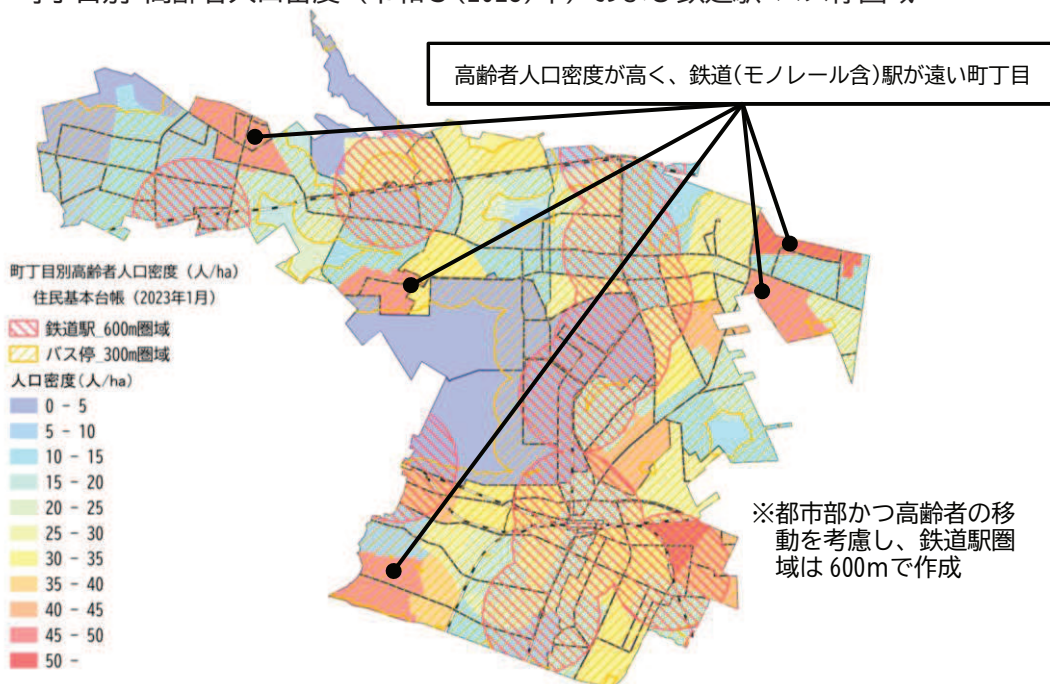 高齢者人口密度が高く、鉄道(モノレール含)駅が遠い町丁目
町丁目別高齢者人口密度（人/ha）
住民基本台帳（2023年1月）
鉄道駅_600m圏域
バス停_300m圏域
人口密度(人/ha)
0 - 5
5 - 10
10 - 15
15 - 20
20 - 25
25 - 30
30 - 35
35 - 40
40 - 45
45 - 50
50 -
※都市部かつ高齢者の移
動を考慮し、鉄道駅圏
域は600mで作成